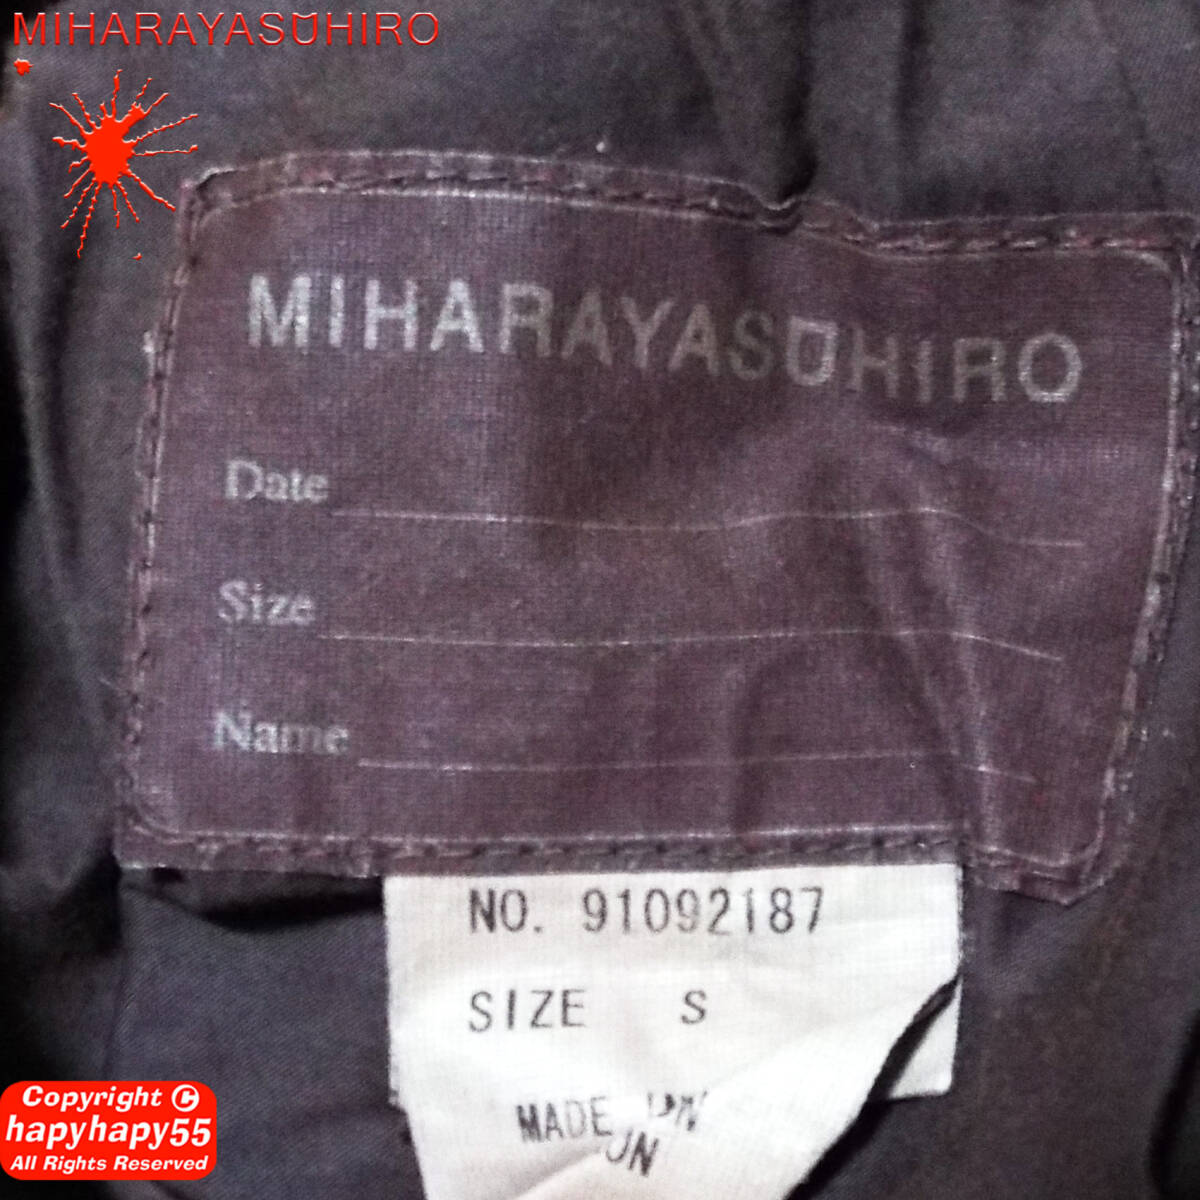 MIHARAYASUHIRO
MIHARAYASUHIRO
Date
Size
Name
NO. 91092187
SIZE S
MADE
Copyright ©
hapyhapy55
All Rights Reserved